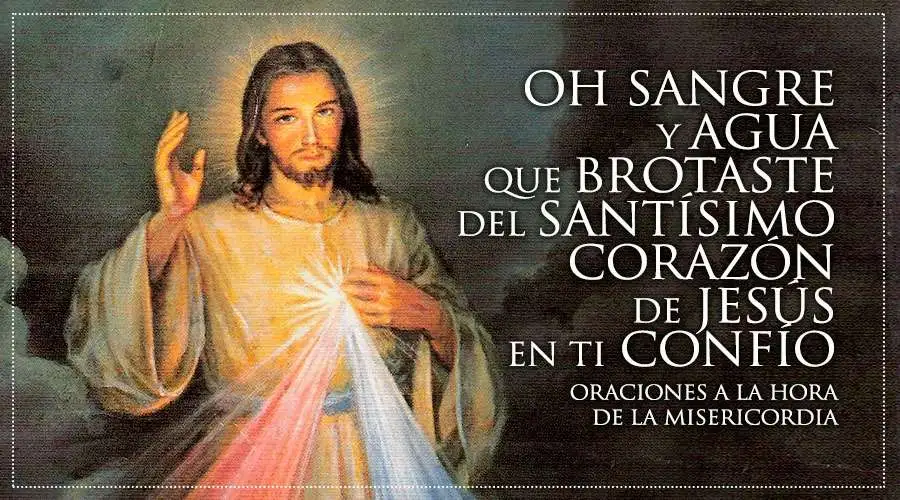 OH SANGRE
Y AGUA
QUE BROTASTE
DEL SANTÍSIMO
CORAZÓN
DE JESÚS
EN TI CONFÍO
ORACIONES A LA HORA
DE LA MISERICORDIA